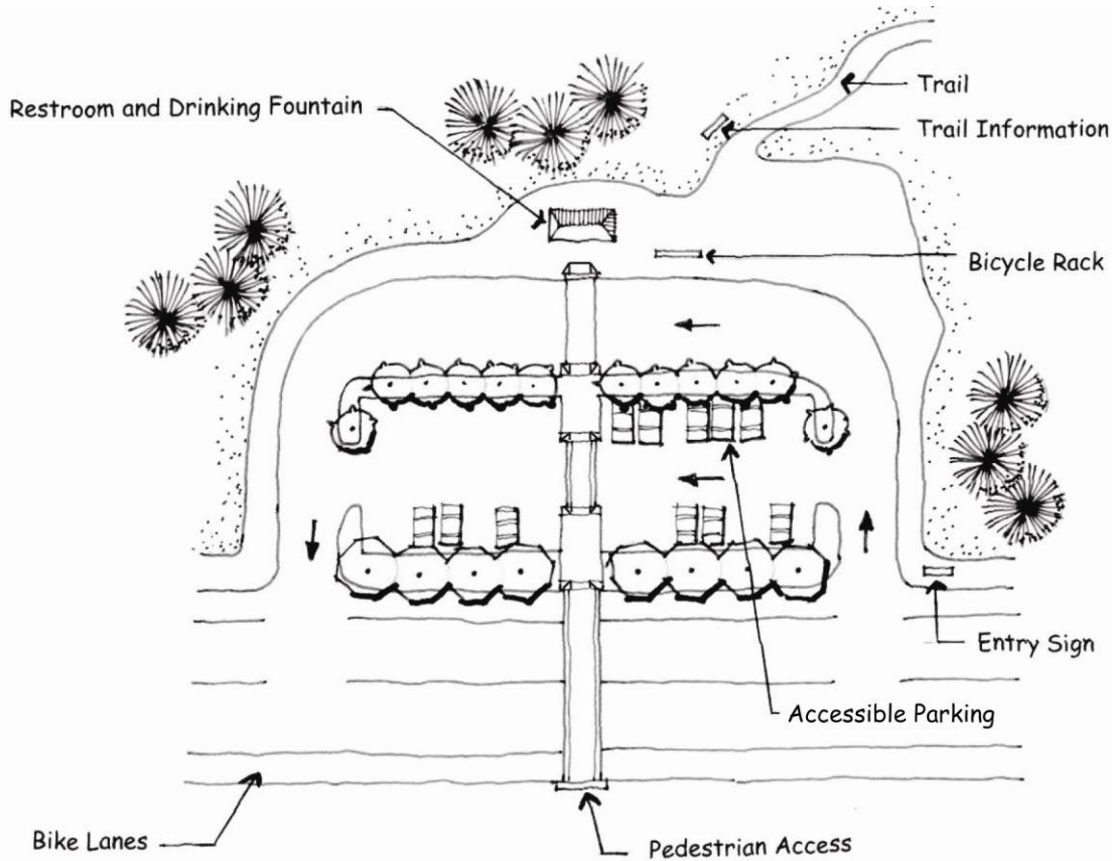 Trail
Restroom and Drinking Fountain
Trail Information
Bicycle Rack
Entry Sign
Accessible Parking
Bike Lanes
Pedestrian Access